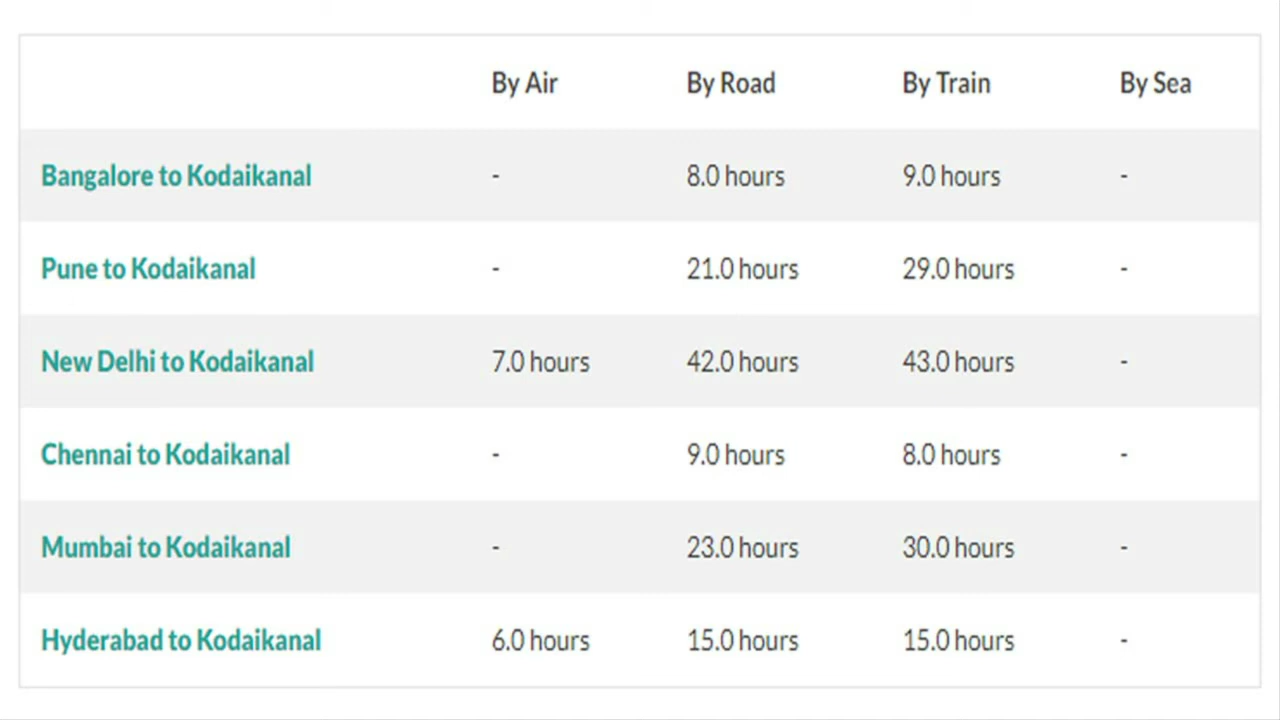 By Air By Road By Train By Sea
Bangalore to Kodaikanal - 8.0 hours 9.0 hours -
Pune to Kodaikanal - 21.0 hours 29.0 hours -
New Delhi to Kodaikanal 7.0 hours 42.0 hours 43.0 hours -
Chennai to Kodaikanal - 9.0 hours 8.0 hours -
Mumbai to Kodaikanal - 23.0 hours 30.0 hours -
Hyderabad to Kodaikanal 6.0 hours 15.0 hours 15.0 hours -